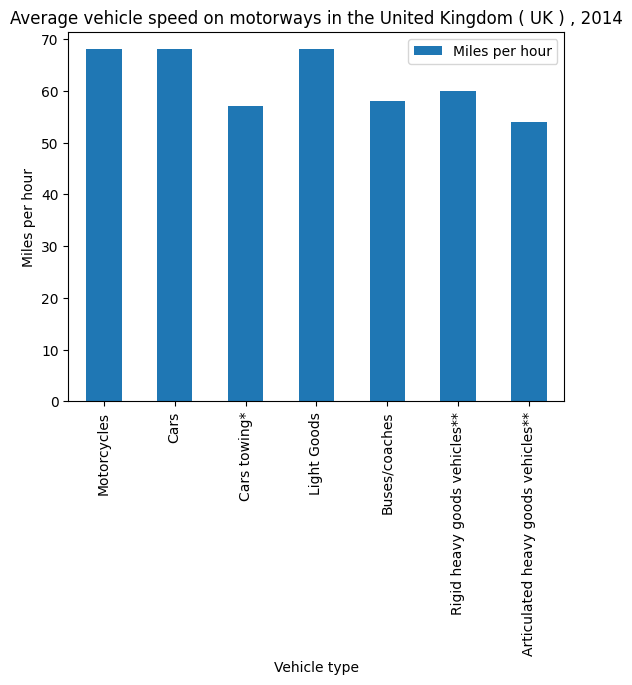 Average vehicle speed on motorways in the United Kingdom ( UK ) , 2014
Miles per hour
Miles per hour
70
60
50
40
30
20
10
0
Motorcycles
Cars
Cars towing*
Light Goods
Buses/coaches
Rigid heavy goods vehicles**
Articulated heavy goods vehicles**
Vehicle type